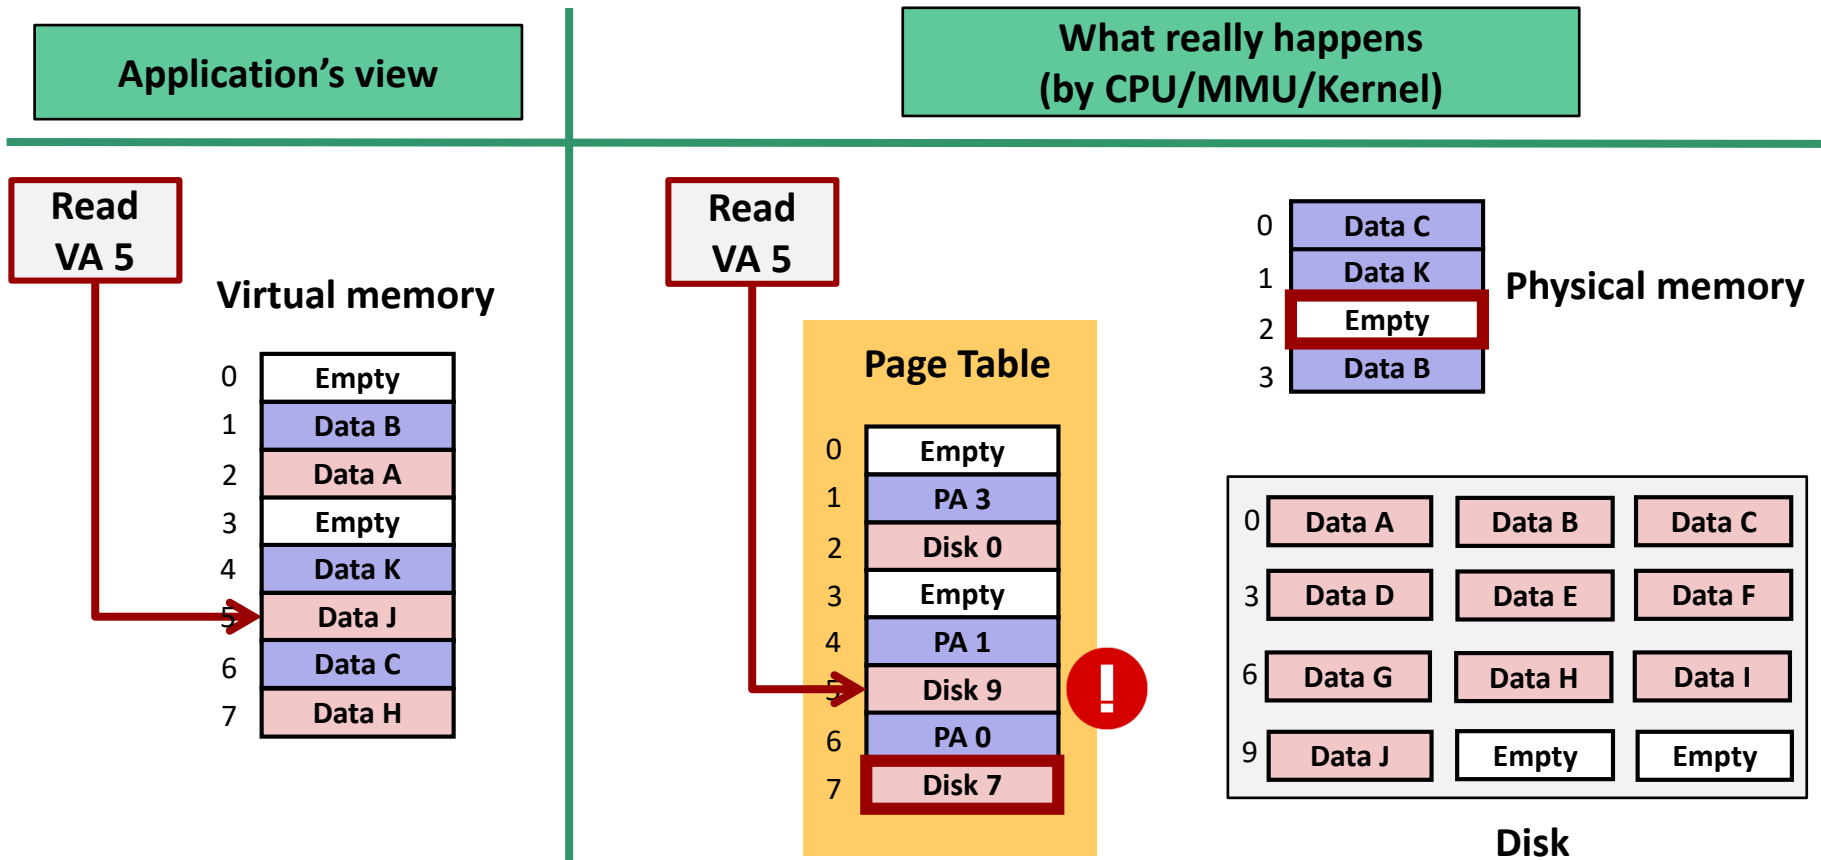 Application’s view
What really happens
(by CPU/MMU/Kernel)
Read
VA 5
Virtual memory
0 Empty
1 Data B
2 Data A
3 Empty
4 Data K
5 Data J
6 Data C
7 Data H
Read
VA 5
Page Table
0 Empty
1 PA 3
2 Disk 0
3 Empty
4 PA 1
5 Disk 9
6 PA 0
7 Disk 7
!
0 Data C
1 Data K
2 Empty
3 Data B
Physical memory
0 Data A Data B Data C
3 Data D Data E Data F
6 Data G Data H Data I
9 Data J Empty Empty
Disk